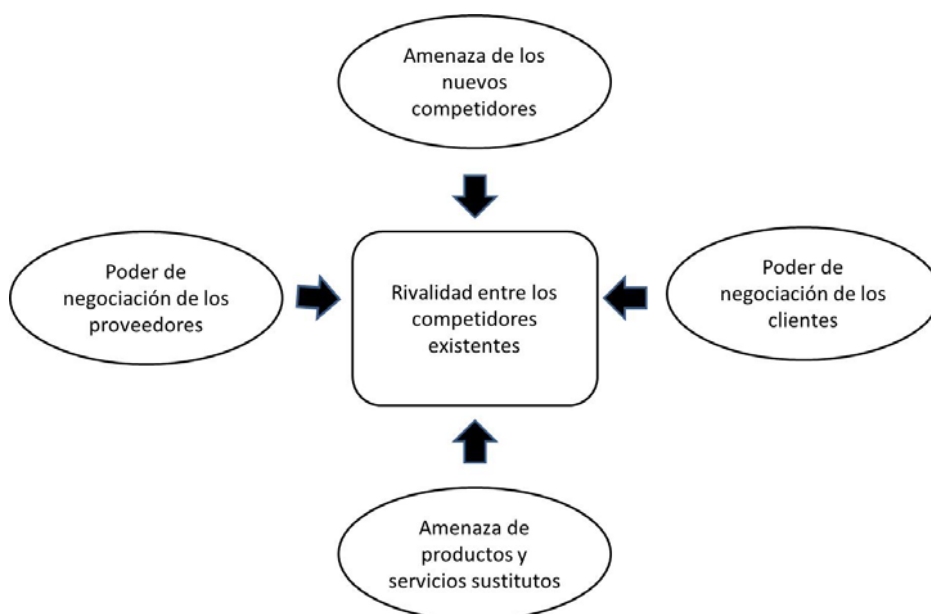 Amenaza de los
nuevos
competidores
Poder de
negociación de los
proveedores
Rivalidad entre los
competidores
existentes
Poder de
negociación de los
clientes
Amenaza de
productos y
servicios sustitutos